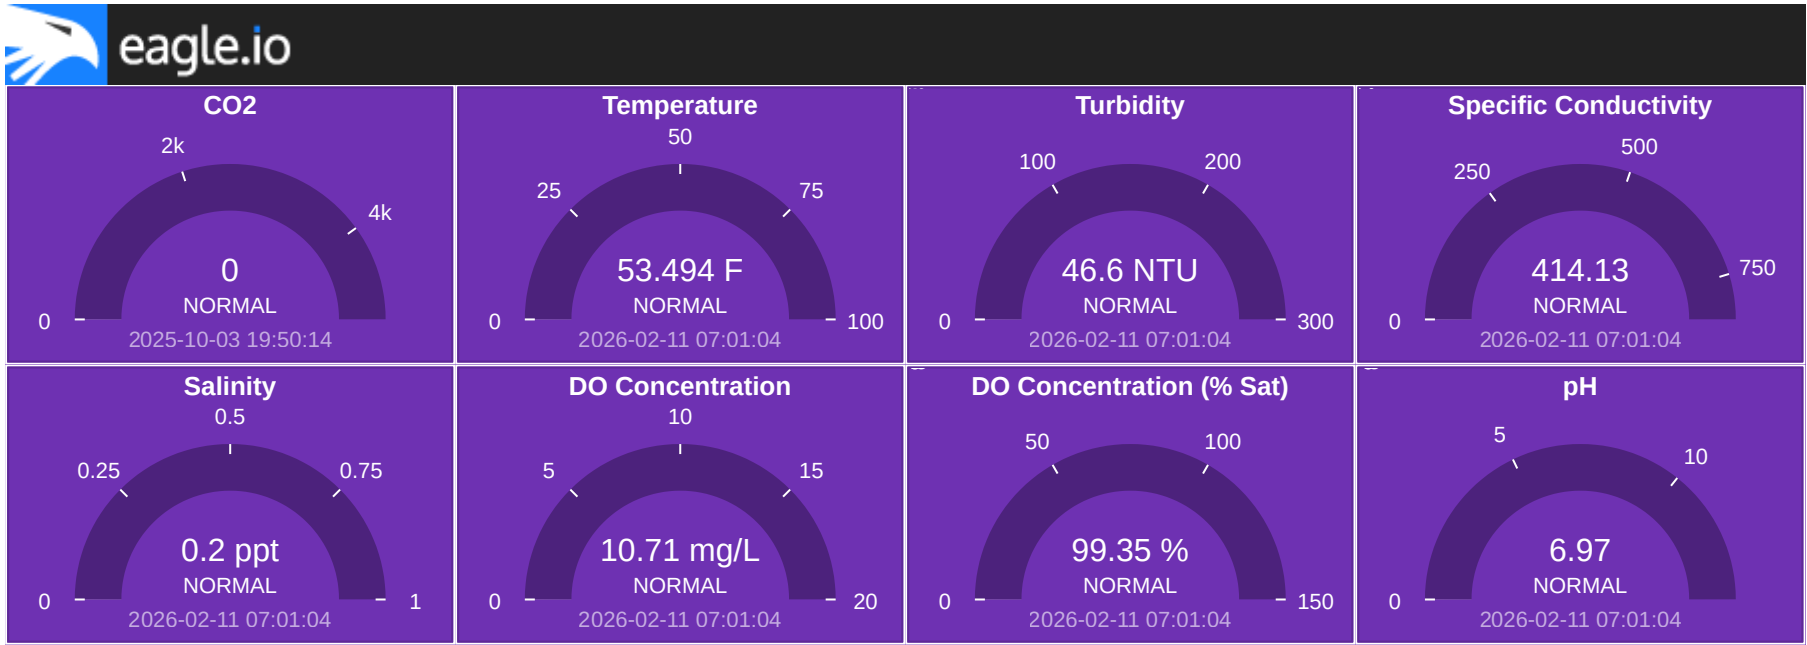 eagle.io
CO2
2k
4k
0
0
NORMAL
2025-10-03 19:50:14
Temperature
50
25
75
53.494 F
NORMAL
0
100
2026-02-11 07:01:04
Turbidity
100
200
46.6 NTU
NORMAL
0
300
2026-02-11 07:01:04
Specific Conductivity
500
250
750
414.13
NORMAL
0
2026-02-11 07:01:04
Salinity
0.5
0.25
0.75
0.2 ppt
NORMAL
0
1
2026-02-11 07:01:04
DO Concentration
10
5
15
10.71 mg/L
NORMAL
0
20
2026-02-11 07:01:04
DO Concentration (% Sat)
50
100
99.35 %
NORMAL
0
150
2026-02-11 07:01:04
pH
5
10
6.97
NORMAL
0
2026-02-11 07:01:04